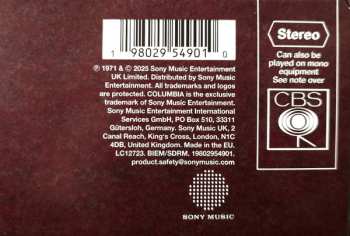 1 98029 54901 0
℗ 1971 & © 2025 Sony Music Entertainment
UK Limited. Distributed by Sony Music
Entertainment. All trademarks and logos
are protected. COLUMBIA is the exclusive
trademark of Sony Music Entertainment.
Sony Music Entertainment International
Services GmbH, PO Box 510, 33311
Gütersloh, Germany. Sony Music UK, 2
Canal Reach, King's Cross, London, N1C
4DB, United Kingdom. Made in the EU.
LC12723. BIEM/SDRM. 19802954901.
product.safety@sonymusic.com
SONY MUSIC
Stereo
Can also be
played on mono
equipment
See note over
CBS